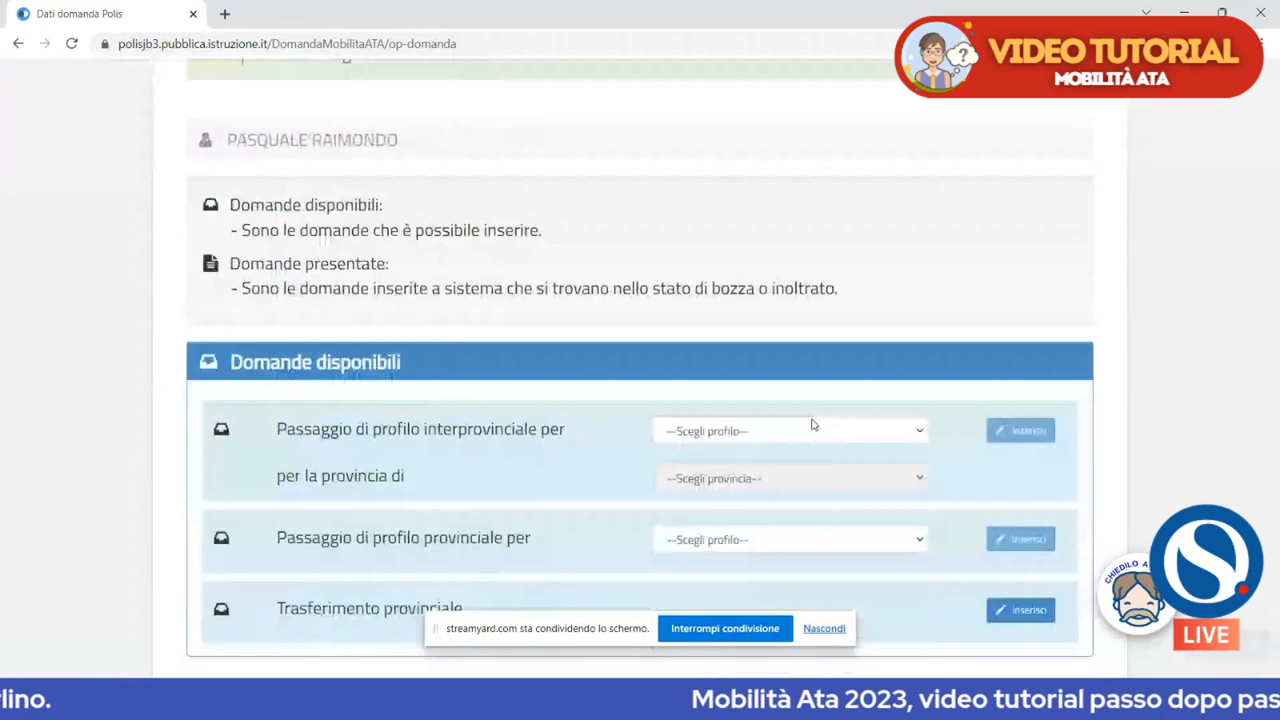 Dati domanda Polis
polisjb3.pubblica.istruzione.it/DomandaMobilitaATA/op-domanda
VIDEO TUTORIAL
MOBILITÀ ATA
PASQUALE RAIMONDO
Domande disponibili:
- Sono le domande che è possibile inserire.
Domande presentate:
- Sono le domande inserite a sistema che si trovano nello stato di bozza o inoltrato.
Domande disponibili
Passaggio di profilo interprovinciale per
--Scegli profilo--
Inserisci
per la provincia di
--Scegli provincia--
Passaggio di profilo provinciale per
--Scegli profilo--
Inserisci
Trasferimento provinciale
Inserisci
streamyard.com sta condividendo lo schermo.
Interrompi condivisione
Nascondi
CHIEDILO A
S
LIVE
lino.
Mobilità Ata 2023, video tutorial passo dopo pas